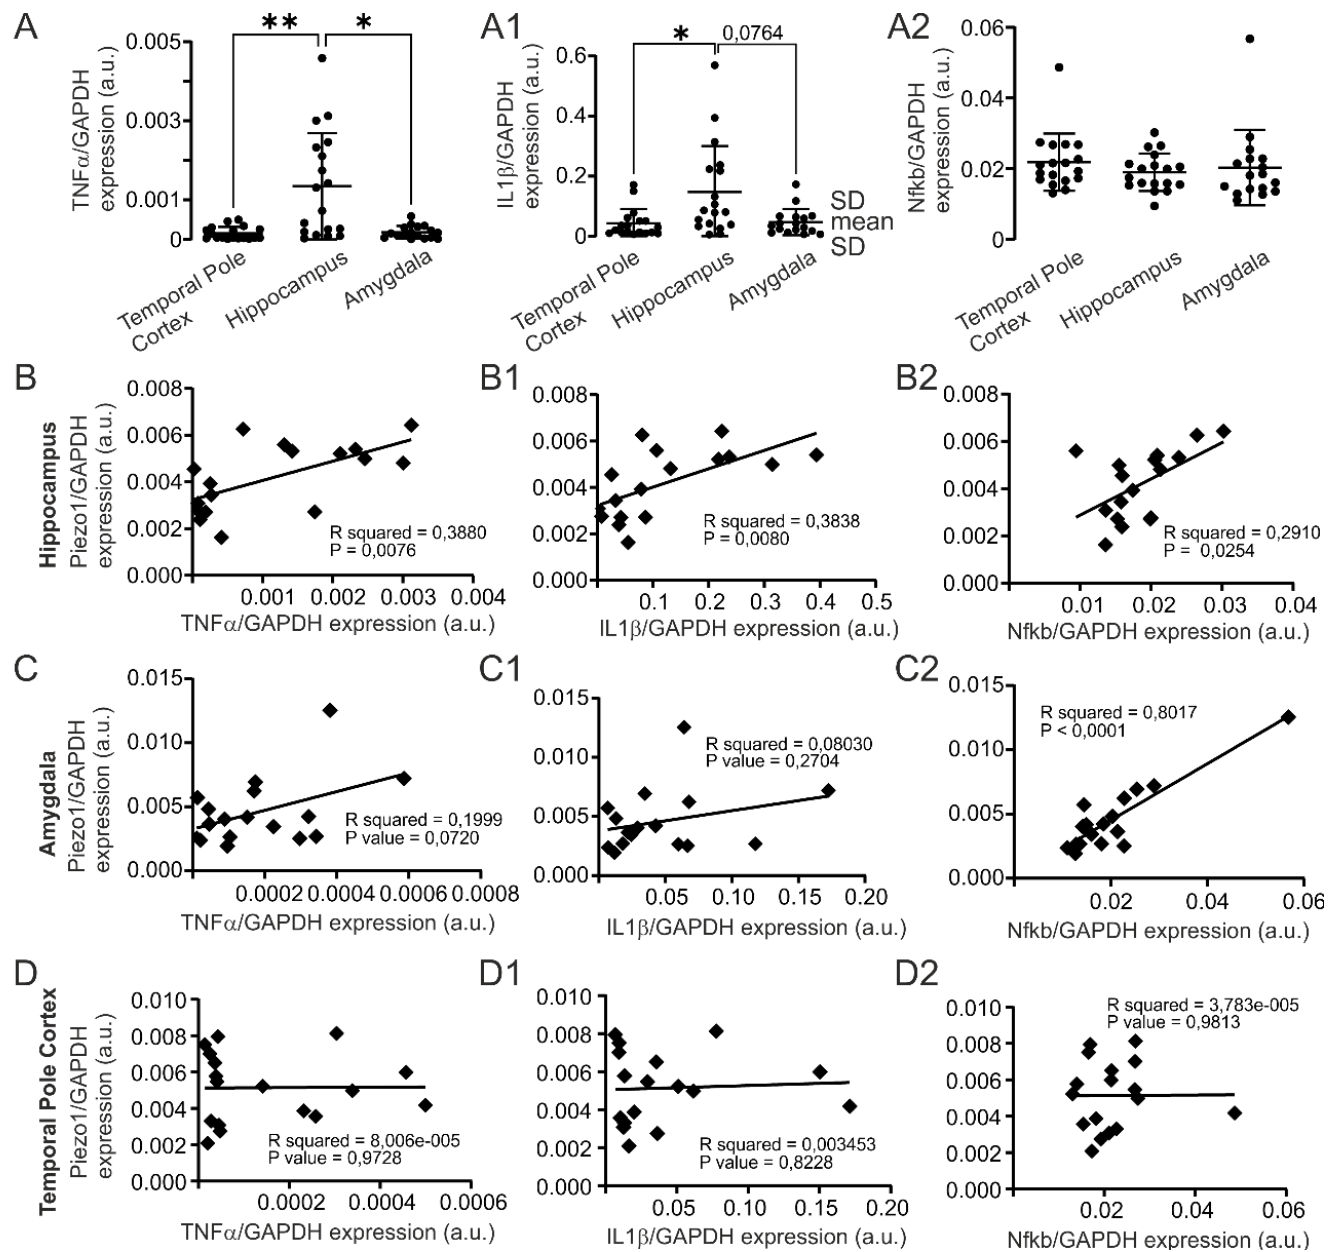 A
TNFα/GAPDH
expression (a.u.)
0.005
0.003
0.001
0
** *
Temporal Pole
Cortex
Hippocampus
Amygdala
A1
IL1β/GAPDH
expression (a.u.)
0.6
0.4
0.2
0
* 0,0764
SD
mean
SD
Temporal Pole
Cortex
Hippocampus
Amygdala
A2
Nfkb/GAPDH
expression (a.u.)
0.06
0.04
0.02
0
Temporal Pole
Cortex
Hippocampus
Amygdala
B
Hippocampus
Piezo1/GAPDH
expression (a.u.)
0.008
0.006
0.004
0.002
0.000
R squared = 0,3880
P = 0,0076
0.001 0.002 0.003 0.004
TNFα/GAPDH expression (a.u.)
B1
0.008
0.006
0.004
0.002
0.000
R squared = 0,3838
P = 0,0080
0.1 0.2 0.3 0.4 0.5
IL1β/GAPDH expression (a.u.)
B2
0.008
0.006
0.004
0.002
0.000
R squared = 0,2910
P = 0,0254
0.01 0.02 0.03 0.04
Nfkb/GAPDH expression (a.u.)
C
Amygdala
Piezo1/GAPDH
expression (a.u.)
0.015
0.010
0.005
0.000
R squared = 0,1999
P value = 0,0720
0.0002 0.0004 0.0006 0.0008
TNFα/GAPDH expression (a.u.)
C1
0.015
0.010
0.005
0.000
R squared = 0,08030
P value = 0,2704
0.05 0.10 0.15 0.20
IL1β/GAPDH expression (a.u.)
C2
0.015
0.010
0.005
0.000
R squared = 0,8017
P < 0,0001
0.02 0.04 0.06
Nfkb/GAPDH expression (a.u.)
D
Temporal Pole Cortex
Piezo1/GAPDH
expression (a.u.)
0.010
0.008
0.006
0.004
0.002
0.000
R squared = 8,006e-005
P value = 0,9728
0.0002 0.0004 0.0006
TNFα/GAPDH expression (a.u.)
D1
0.010
0.008
0.006
0.004
0.002
0.000
R squared = 0,003453
P value = 0,8228
0.05 0.10 0.15 0.20
IL1β/GAPDH expression (a.u.)
D2
0.010
0.008
0.006
0.004
0.002
0.000
R squared = 3,783e-005
P value = 0,9813
0.02 0.04 0.06
Nfkb/GAPDH expression (a.u.)